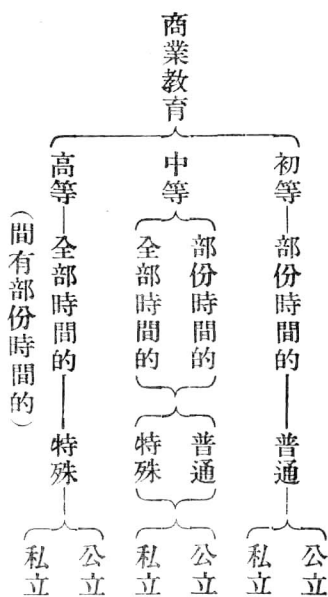 商業教育
初等
部份時間的
普通
公立
私立
中等
部份時間的
全部時間的
普通
特殊
公立
私立
高等
全部時間的
(間有部份時間的)
特殊
公立
私立